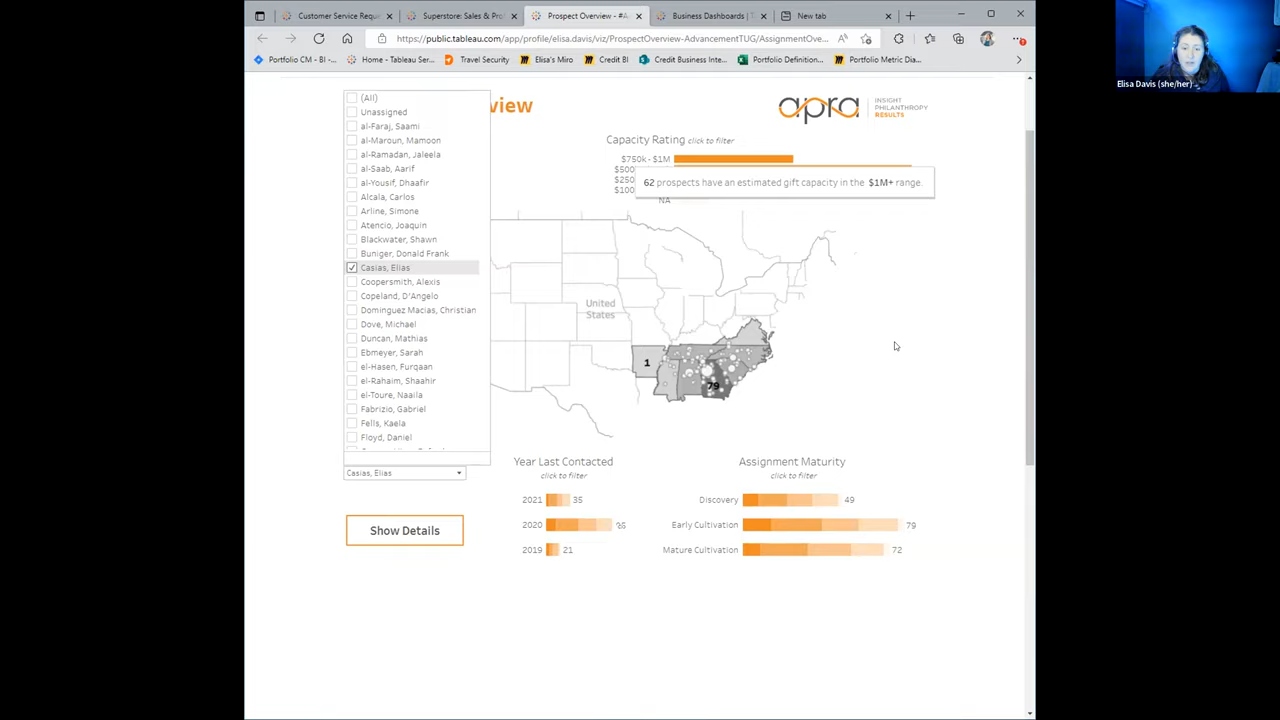 Customer Service Requ
Superstore: Sales & Pro
Prospect Overview - #A
Business Dashboards | T
New tab
https://public.tableau.com/app/profile/elisa.davis/viz/ProspectOverview-AdvancementTUG/AssignmentOve...
Portfolio CM - BI -...
Home - Tableau Ser...
Travel Security
Elisa's Miro
Credit BI
Credit Business Inte...
Portfolio Definition...
Portfolio Metric Dia...
Elisa Davis (she/her)
view
apra
INSIGHT
PHILANTHROPY
RESULTS
(All)
Unassigned
al-Faraj, Saami
al-Maroun, Mamoon
al-Ramadan, Jaleela
al-Saab, Aarif
al-Yousif, Dhaafir
Alcala, Carlos
Arline, Simone
Atencio, Joaquin
Blackwater, Shawn
Buniger, Donald Frank
Casias, Elias
Coopersmith, Alexis
Copeland, D'Angelo
Dominguez Macias, Christian
Dove, Michael
Duncan, Mathias
Ebmeyer, Sarah
el-Hasen, Furqaan
el-Rahaim, Shaahir
el-Toure, Naaila
Fabrizio, Gabriel
Fells, Kaela
Floyd, Daniel
Casias, Elias
Show Details
Capacity Rating click to filter
$750k - $1M
$500
$250
$100
NA
62 prospects have an estimated gift capacity in the $1M+ range.
United
States
1
79
Year Last Contacted
click to filter
2021 35
2020
2019 21
Assignment Maturity
click to filter
Discovery 49
Early Cultivation 79
Mature Cultivation 72